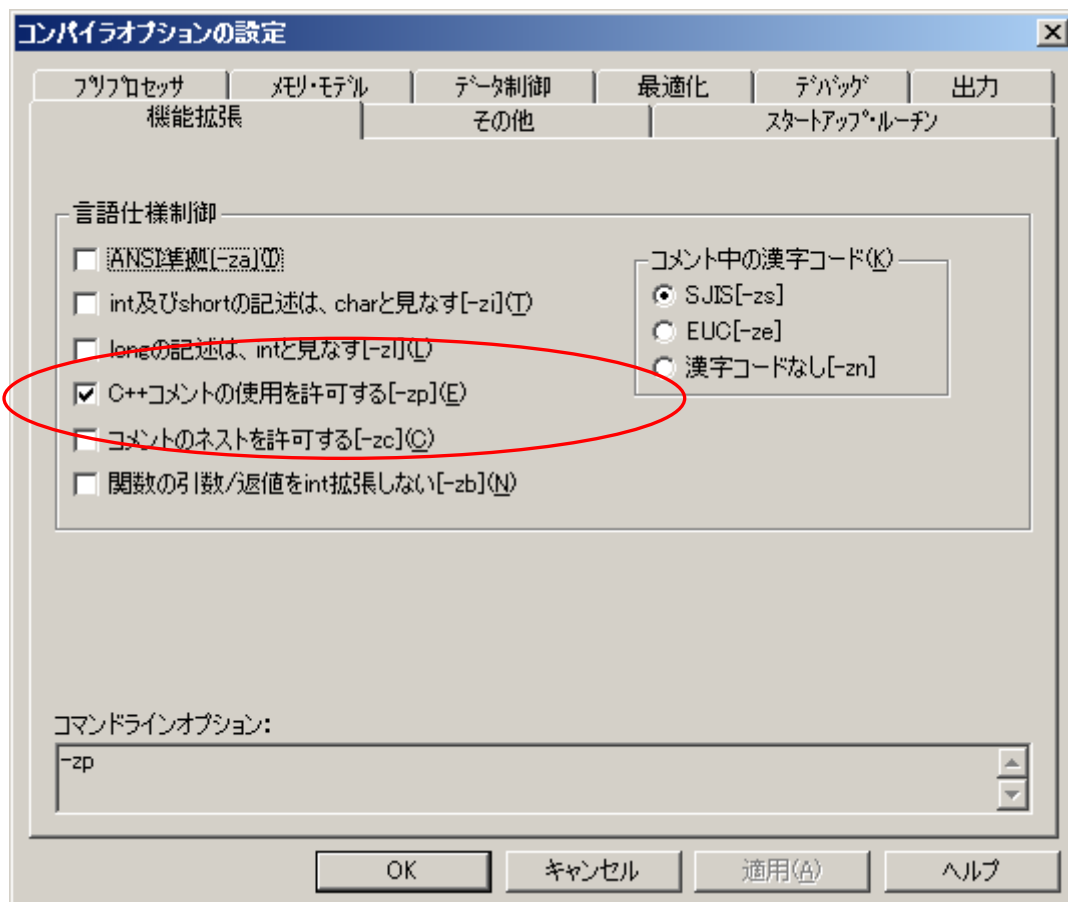 コンパイラオプションの設定
プリプロセッサ メモリ・モデル データ制御 最適化 デバッグ 出力
機能拡張 その他 スタートアップ・ルーチン
言語仕様制御
ANSI準拠[-za](I)
int及びshortの記述は、charと見なす[-zi](T)
longの記述は、intと見なす[-zl](L)
C++コメントの使用を許可する[-zp](E)
コメントのネストを許可する[-zc](C)
関数の引数/返値をint拡張しない[-zb](N)
コメント中の漢字コード(K)
SJIS[-zs]
EUC[-ze]
漢字コードなし[-zn]
コマンドラインオプション:
-zp
OK キャンセル 適用(A) ヘルプ